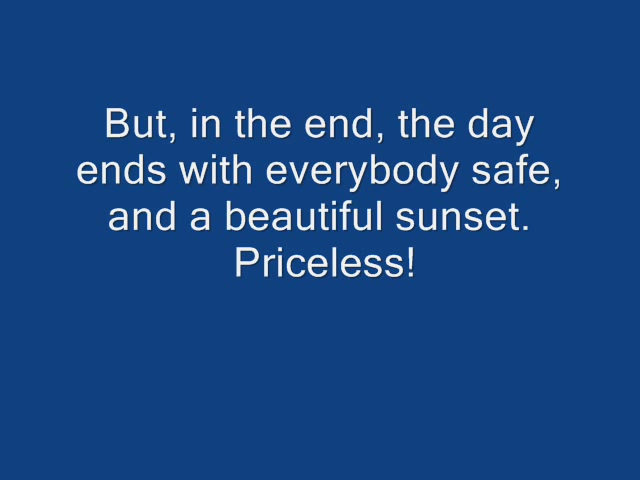 But, in the end, the day
ends with everybody safe,
and a beautiful sunset.
Priceless!